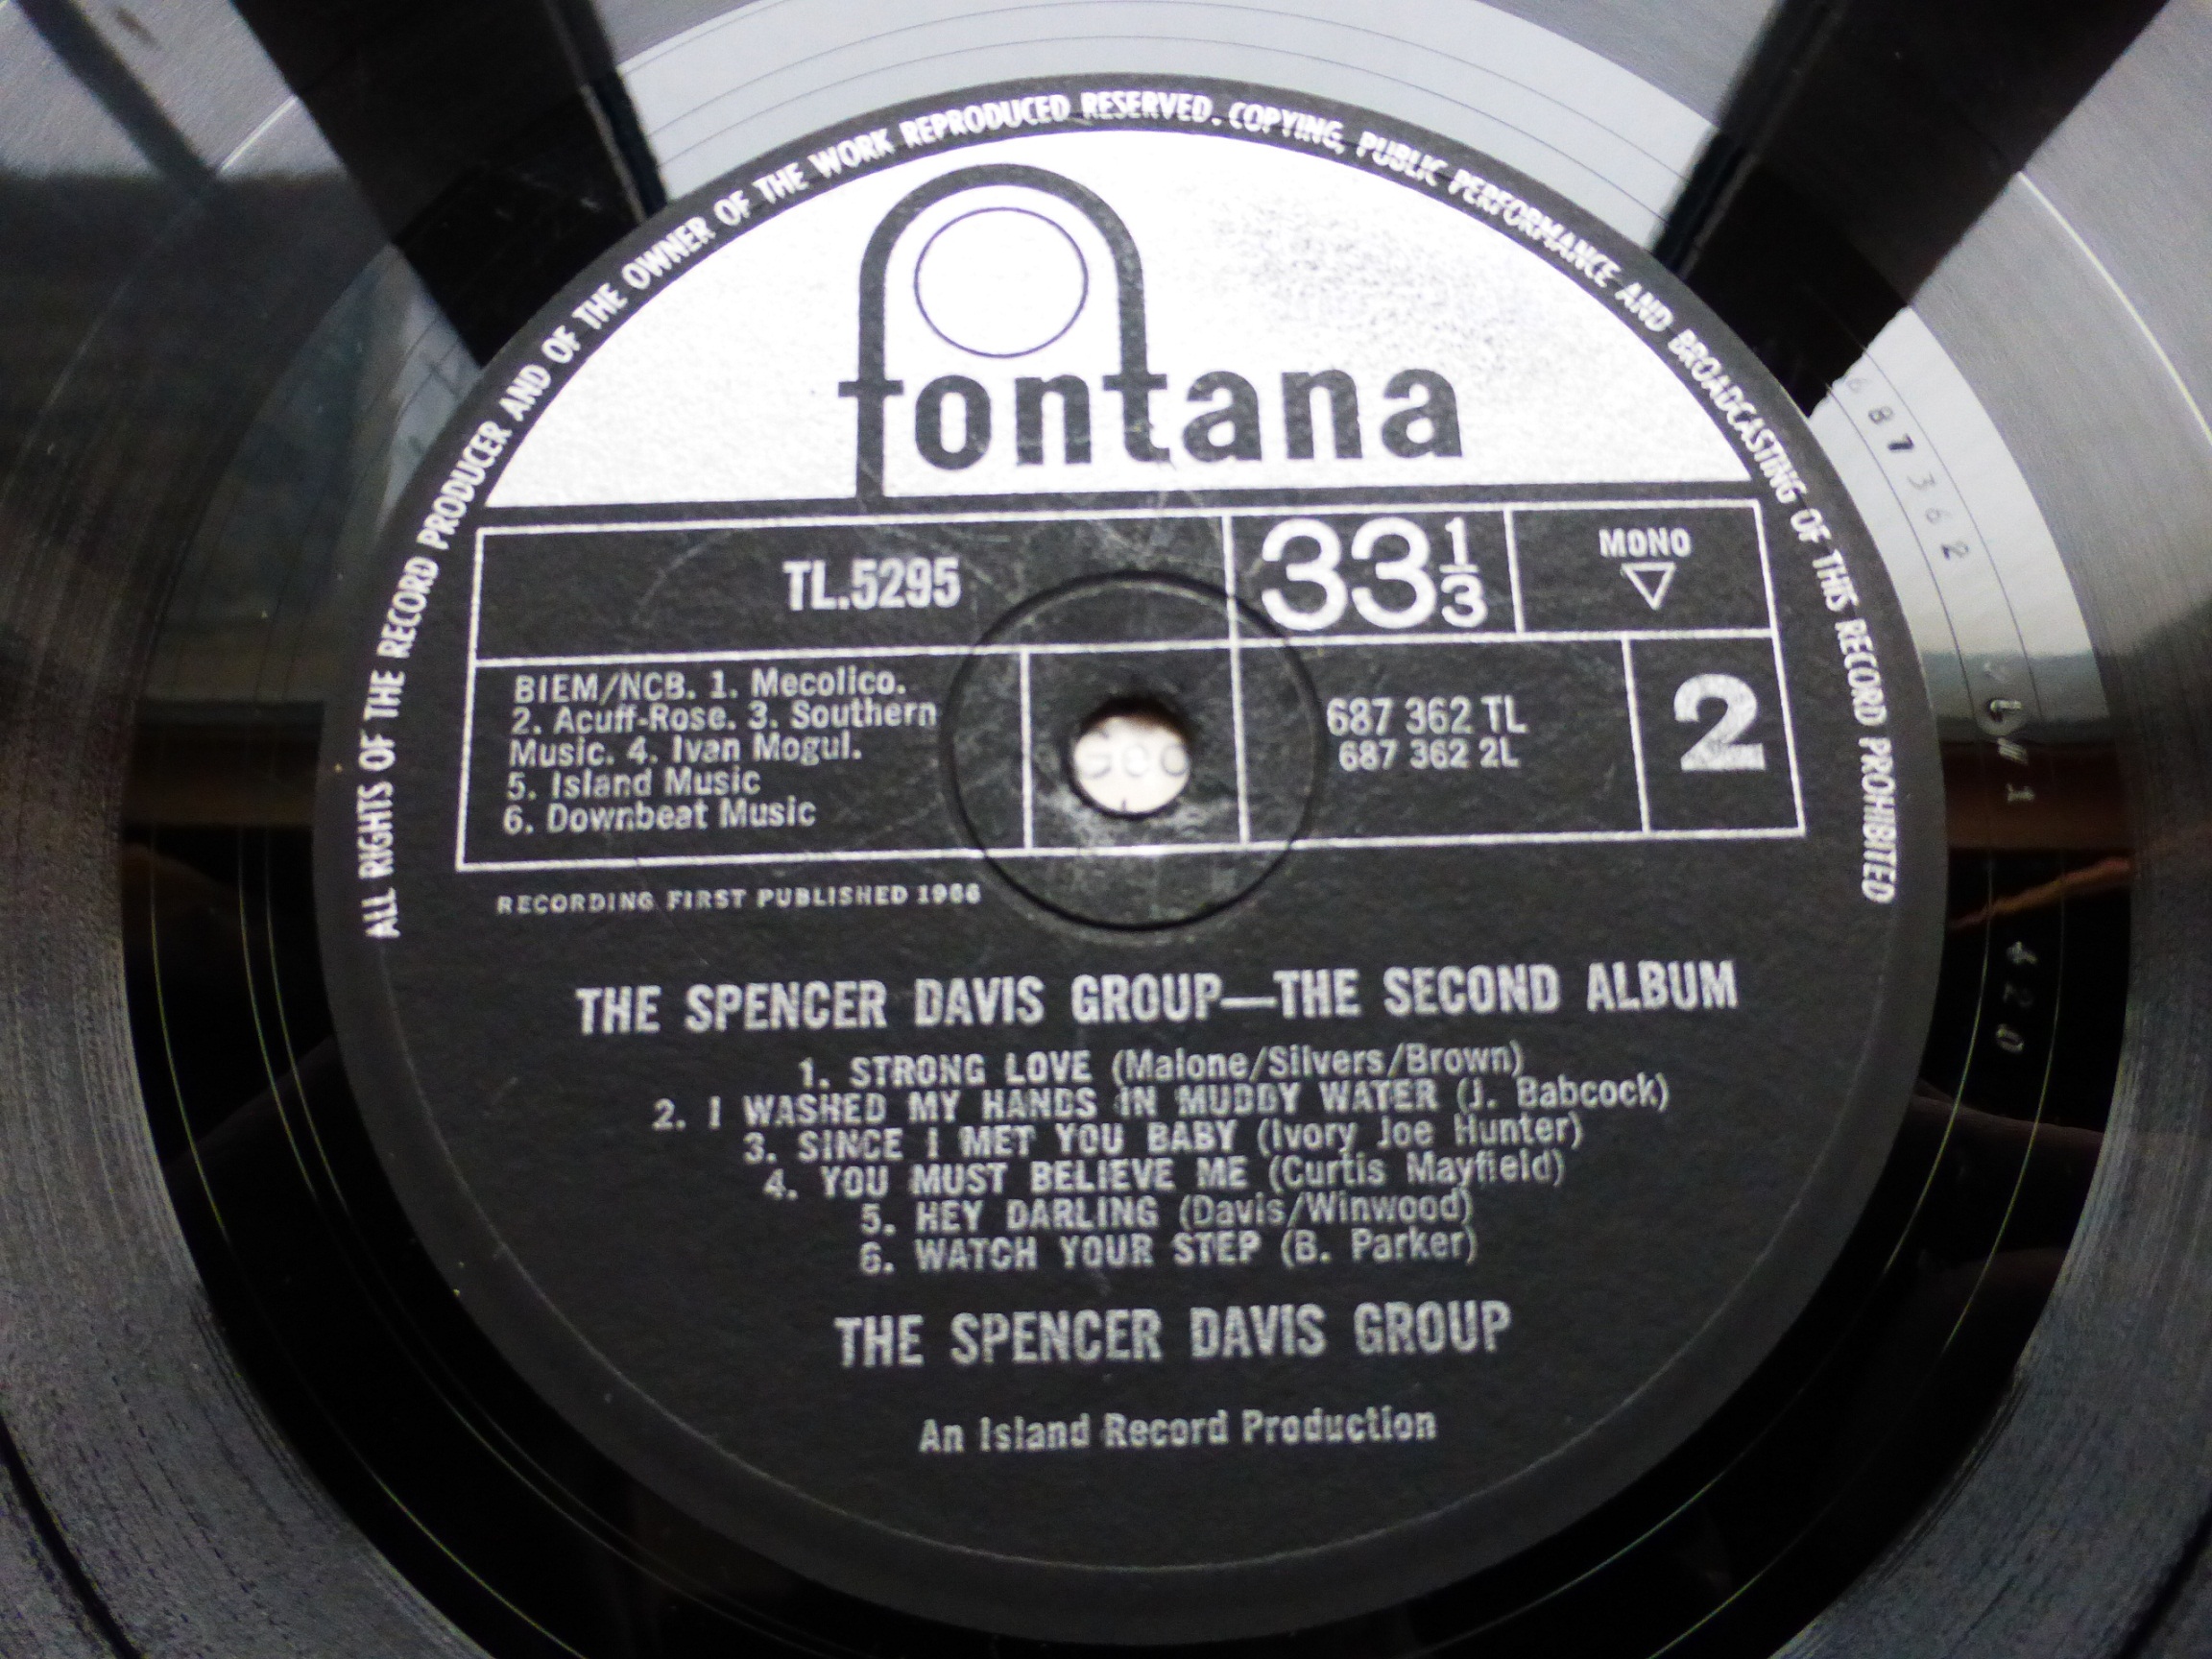 ALL RIGHTS OF THE RECORD PRODUCER AND OF THE OWNER OF THE WORK REPRODUCED RESERVED. COPYING, PUBLIC PERFORMANCE AND BROADCASTING OF THIS RECORD PROHIBITED
fontana
TL.5295
33 1/3
MONO
BIEM/NCB. 1. Mecolico.
2. Acuff-Rose. 3. Southern
Music. 4. Ivan Mogul.
5. Island Music
6. Downbeat Music
687 362 TL
687 362 2L
2
RECORDING FIRST PUBLISHED 1966
THE SPENCER DAVIS GROUP—THE SECOND ALBUM
1. STRONG LOVE (Malone/Silvers/Brown)
2. I WASHED MY HANDS IN MUDDY WATER (J. Babcock)
3. SINCE I MET YOU BABY (Ivory Joe Hunter)
4. YOU MUST BELIEVE ME (Curtis Mayfield)
5. HEY DARLING (Davis/Winwood)
6. WATCH YOUR STEP (B. Parker)
THE SPENCER DAVIS GROUP
An Island Record Production
687362
420